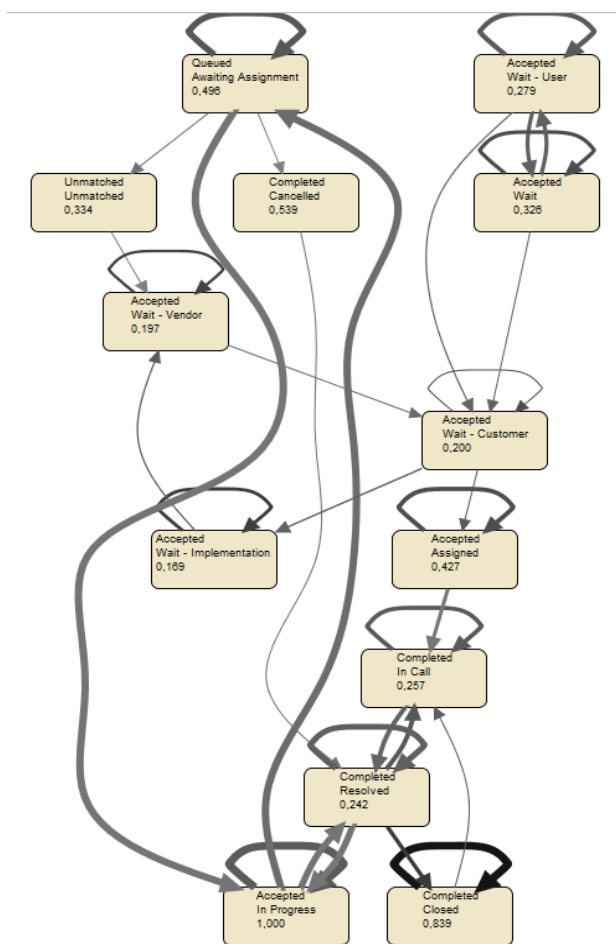 Queued
Awaiting Assignment
0,496
Accepted
Wait - User
0,279
Unmatched
Unmatched
0,334
Completed
Cancelled
0,539
Accepted
Wait
0,326
Accepted
Wait - Vendor
0,197
Accepted
Wait - Customer
0,200
Accepted
Wait - Implementation
0,169
Accepted
Assigned
0,427
Completed
In Call
0,257
Completed
Resolved
0,242
Accepted
In Progress
1,000
Completed
Closed
0,839